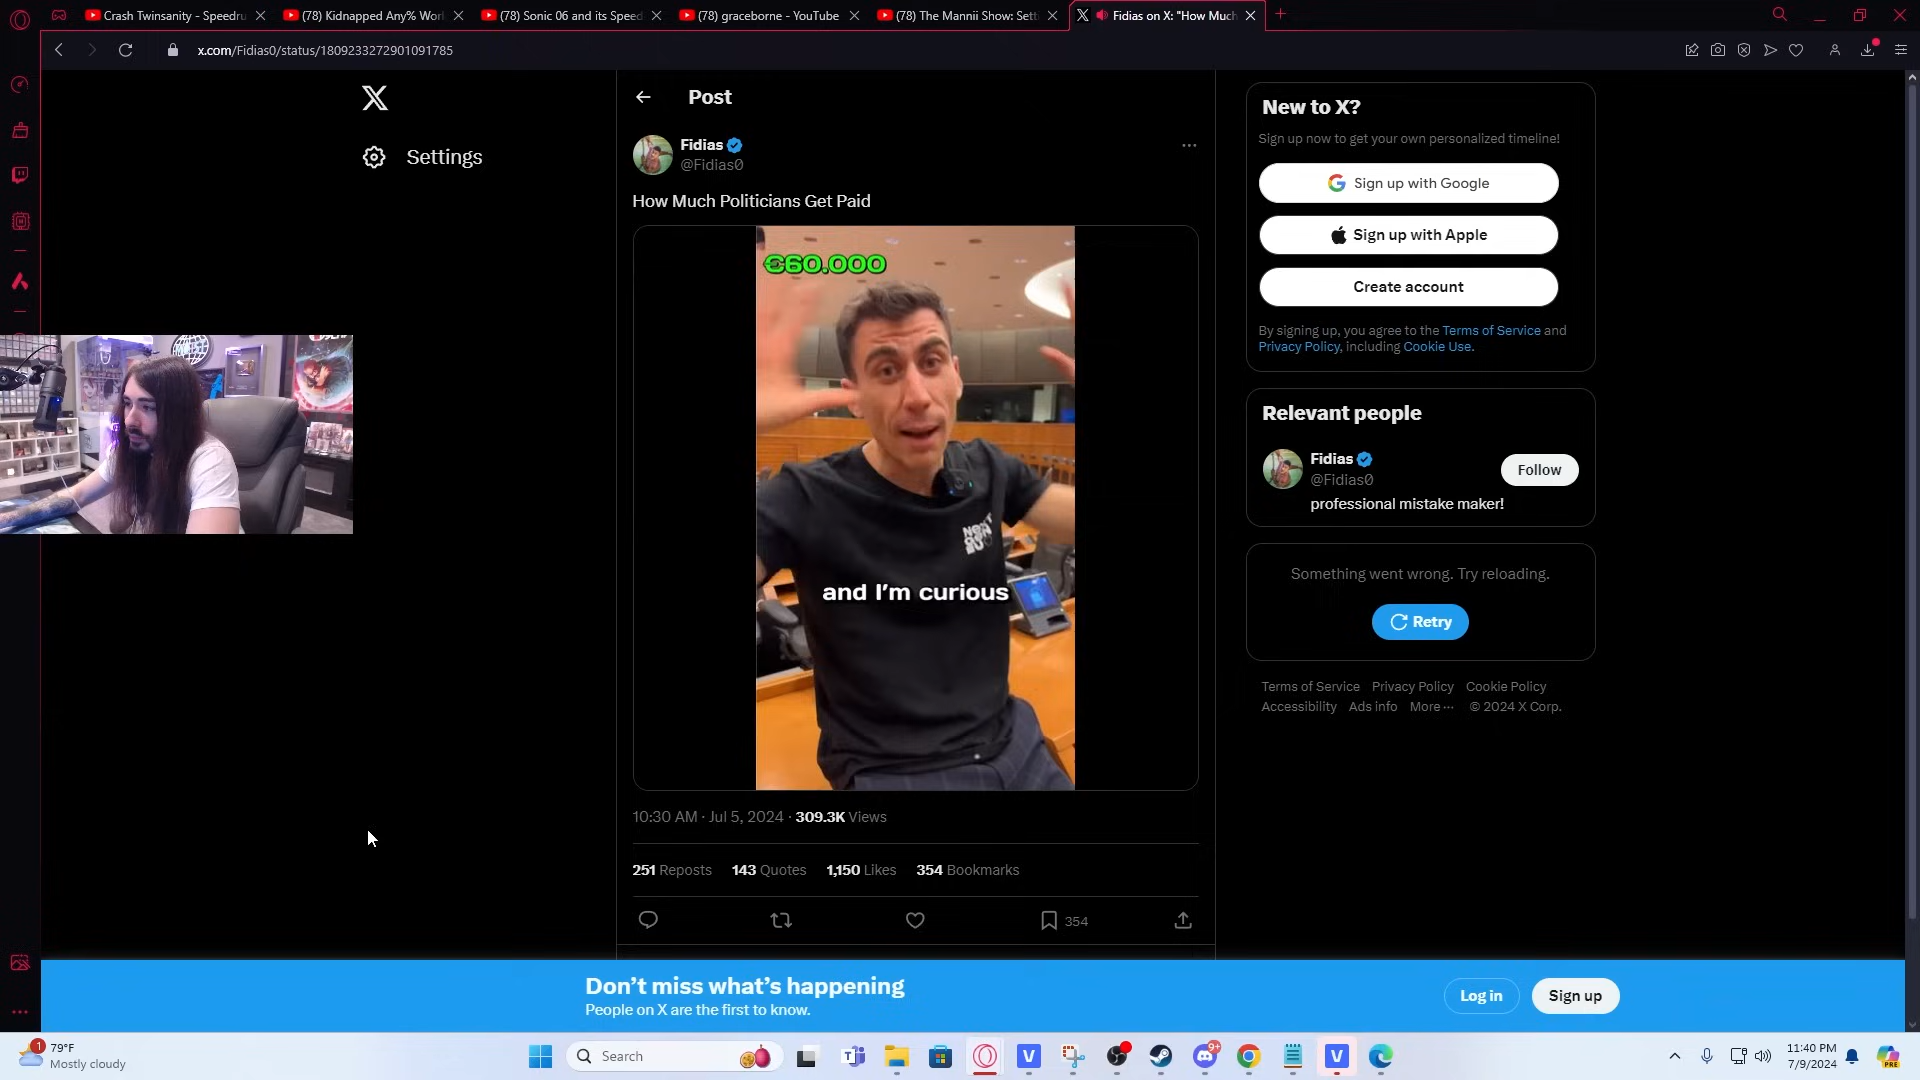 Crash Twinsanity - Speedru
(78) Kidnapped Any% Worl
(78) Sonic 06 and its Speed
(78) graceborne - YouTube
(78) The Mannii Show: Sett
Fidias on X: "How Much
x.com/Fidias0/status/1809233272901091785
Settings
Post
Fidias
@Fidias0
How Much Politicians Get Paid
€60.000
and I'm curious
10:30 AM · Jul 5, 2024 · 309.3K Views
251 Reposts 143 Quotes 1,150 Likes 354 Bookmarks
354
New to X?
Sign up now to get your own personalized timeline!
Sign up with Google
Sign up with Apple
Create account
By signing up, you agree to the Terms of Service and
Privacy Policy, including Cookie Use.
Relevant people
Fidias
@Fidias0
Follow
professional mistake maker!
Something went wrong. Try reloading.
Retry
Terms of Service Privacy Policy Cookie Policy
Accessibility Ads info More ··· © 2024 X Corp.
Don't miss what's happening
People on X are the first to know.
Log in
Sign up
1
79°F
Mostly cloudy
Search
9+
11:40 PM
7/9/2024
PRE